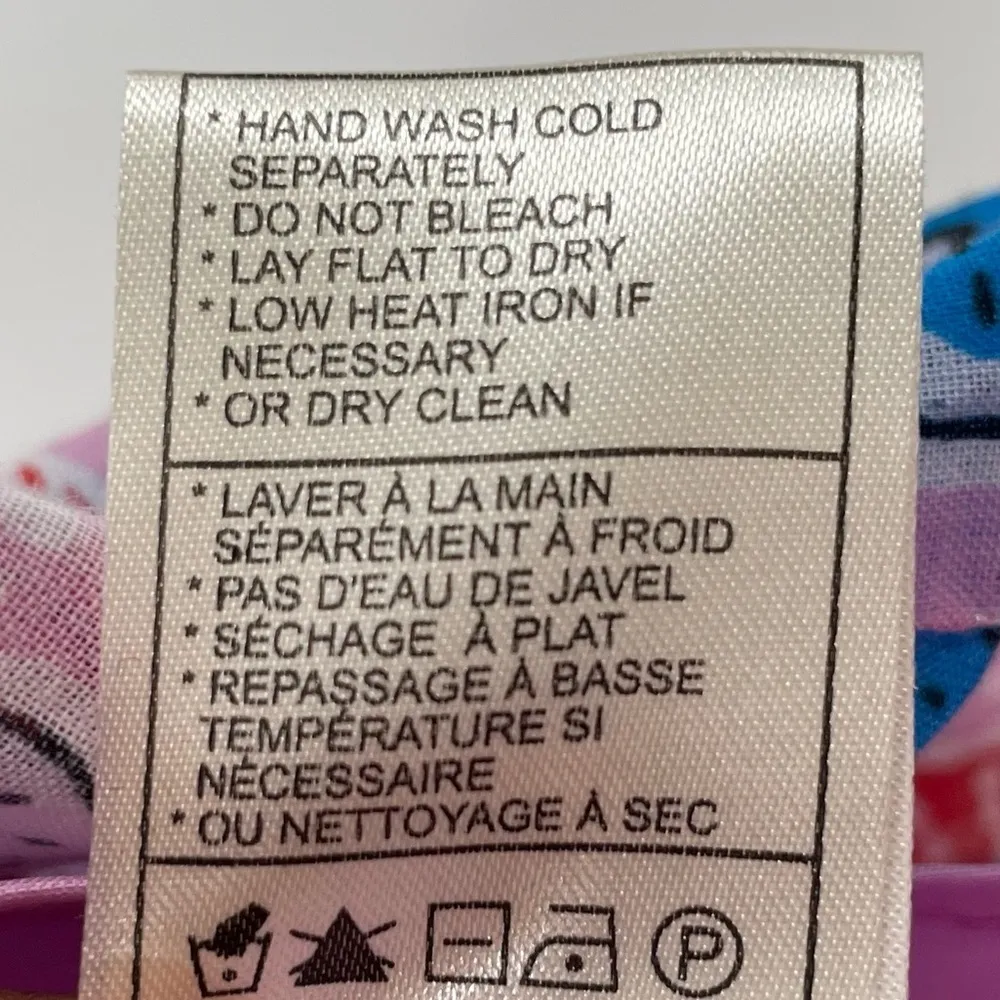 * HAND WASH COLD
SEPARATELY
* DO NOT BLEACH
* LAY FLAT TO DRY
* LOW HEAT IRON IF
NECESSARY
* OR DRY CLEAN
* LAVER À LA MAIN
SÉPARÉMENT À FROID
* PAS D'EAU DE JAVEL
* SÉCHAGE À PLAT
* REPASSAGE À BASSE
TEMPÉRATURE SI
NÉCESSAIRE
* OU NETTOYAGE À SEC
P